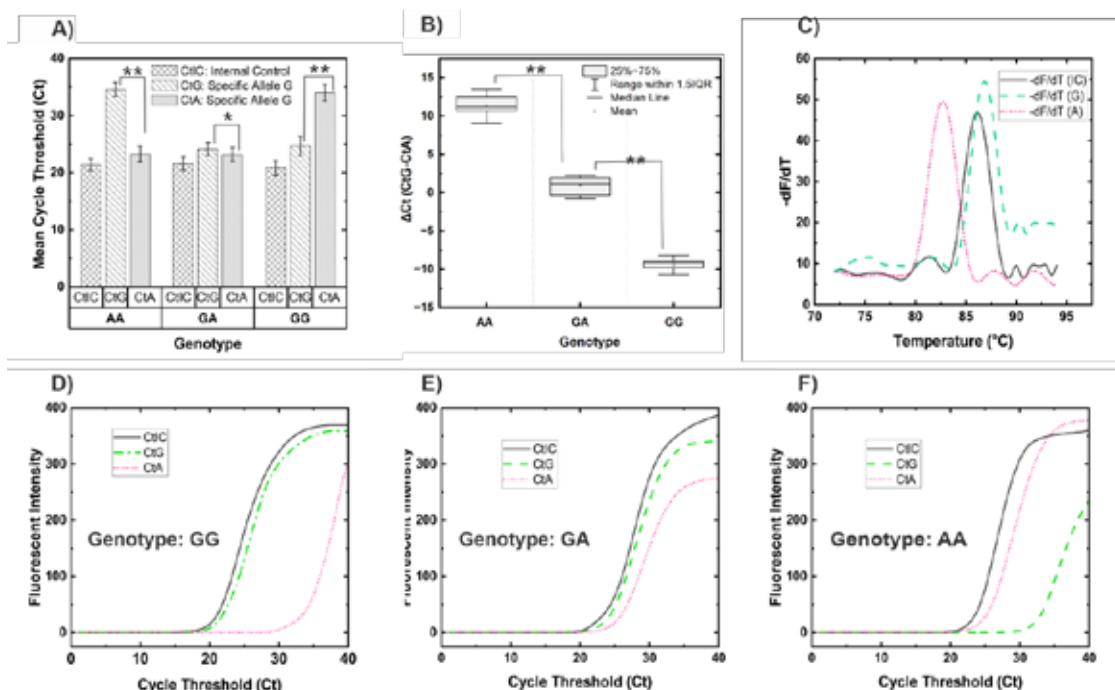 A)
Mean Cycle Threshold (Ct)
40
30
20
10
0
CtIC: Internal Control
CtG: Specific Allele G
CtA: Specific Allele G
**
*
**
CtIC CtG CtA CtIC CtG CtA CtIC CtG CtA
AA GA GG
Genotype
B)
ΔCt (CtG-CtA)
15
10
5
0
−5
−10
−15
**
**
25%~75%
Range within 1.5IQR
Median Line
Mean
AA GA GG
Genotype
C)
-dF/dT
60
50
40
30
20
10
0
-dF/dT (IC)
-dF/dT (G)
-dF/dT (A)
70 75 80 85 90 95
Temperature (°C)
D)
Fluorescent Intensity
400
300
200
100
0
CtIC
CtG
CtA
Genotype: GG
0 10 20 30 40
Cycle Threshold (Ct)
E)
Fluorescent Intensity
400
300
200
100
0
CtIC
CtG
CtA
Genotype: GA
0 10 20 30 40
Cycle Threshold (Ct)
F)
Fluorescent Intensity
400
300
200
100
0
CtIC
CtG
CtA
Genotype: AA
0 10 20 30 40
Cycle Threshold (Ct)